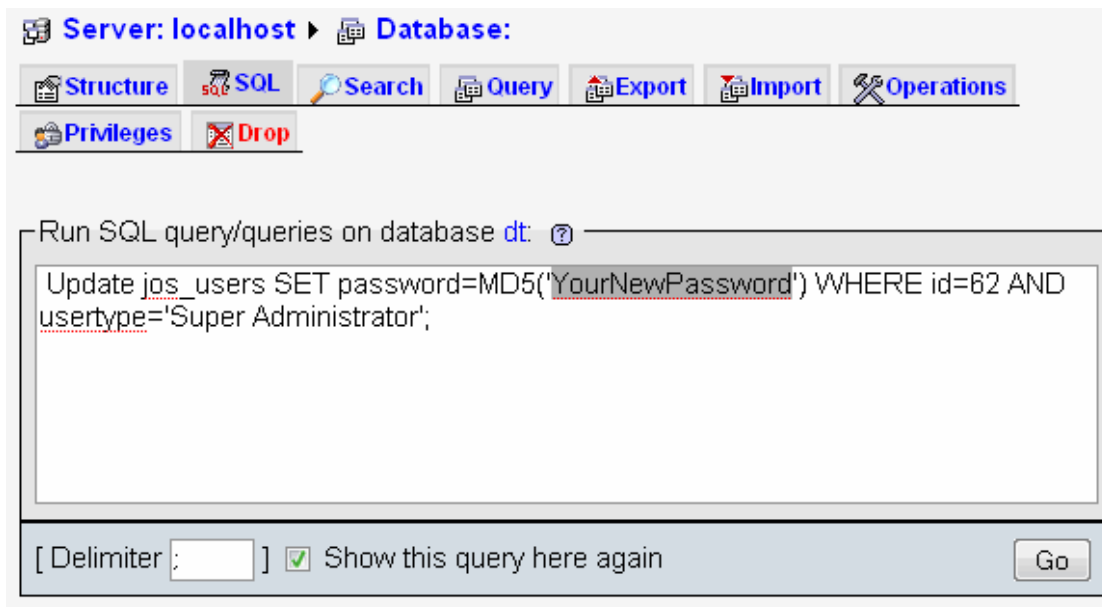 Server: localhost ▸ Database:
Structure SQL Search Query Export Import Operations
Privileges Drop
Run SQL query/queries on database dt:
Update jos_users SET password=MD5('YourNewPassword') WHERE id=62 AND
usertype='Super Administrator';
[ Delimiter ; ] Show this query here again Go